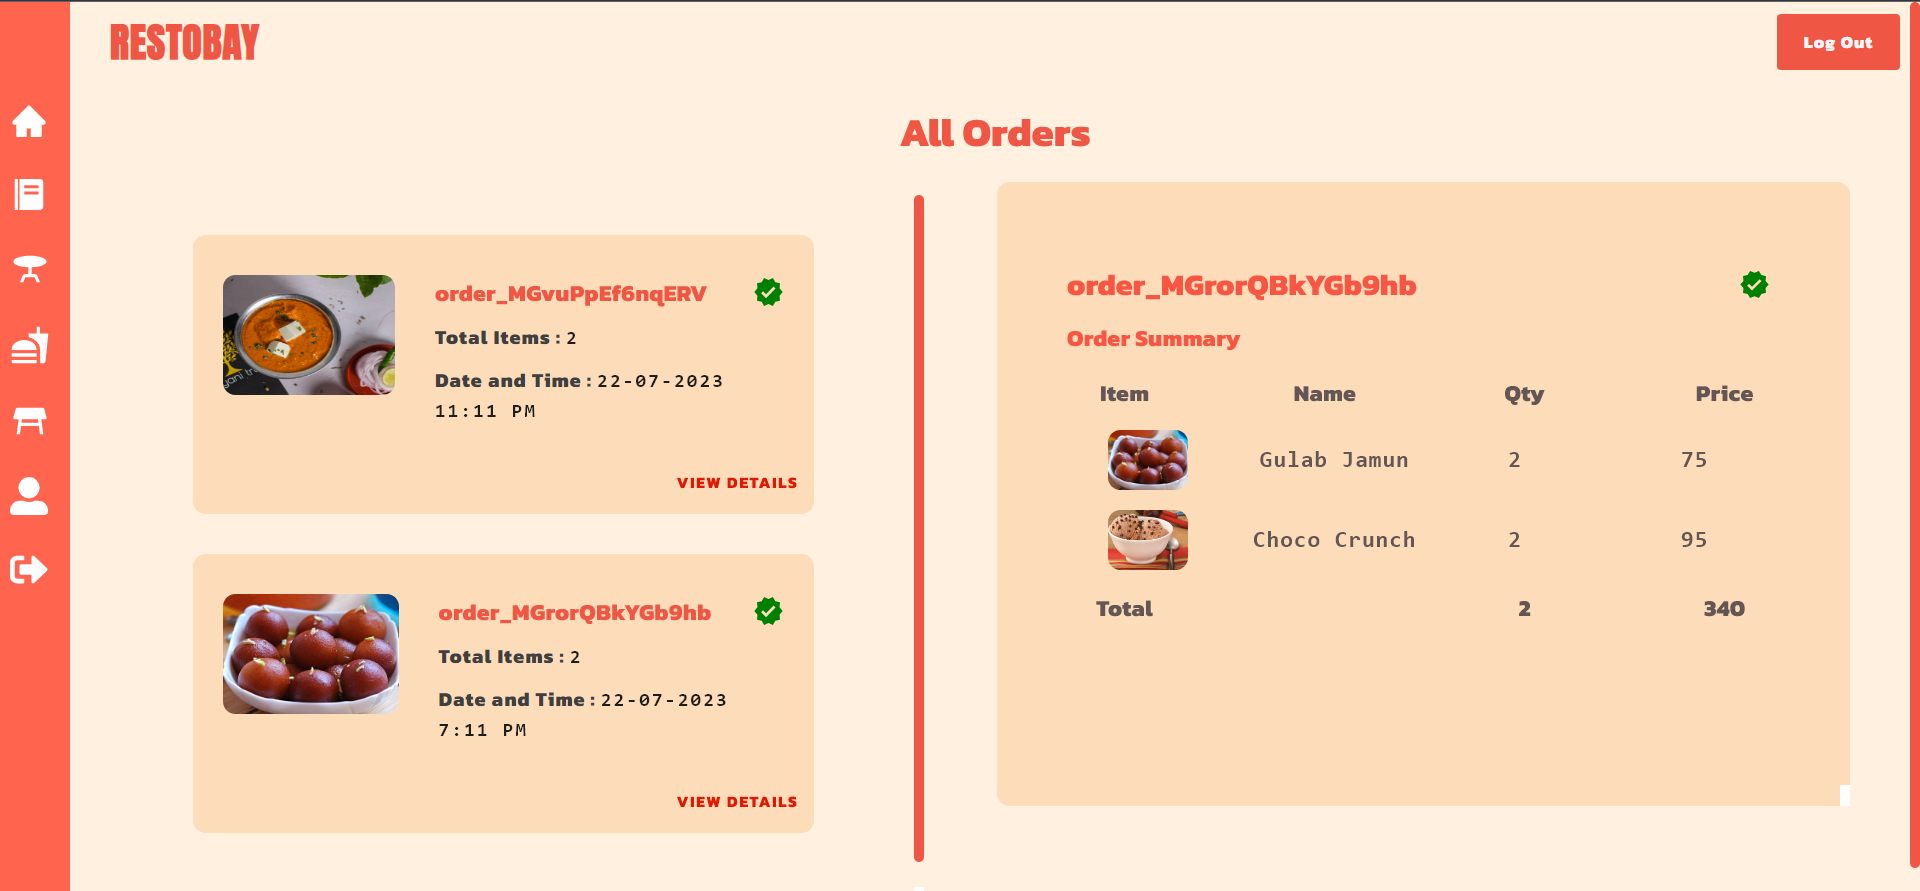 RESTOBAY
Log Out
All Orders
order_MGvuPpEf6nqERV
Total Items : 2
Date and Time : 22-07-2023
11:11 PM
VIEW DETAILS
order_MGrorQBkYGb9hb
Total Items : 2
Date and Time : 22-07-2023
7:11 PM
VIEW DETAILS
order_MGrorQBkYGb9hb
Order Summary
Item Name Qty Price
Gulab Jamun 2 75
Choco Crunch 2 95
Total 2 340